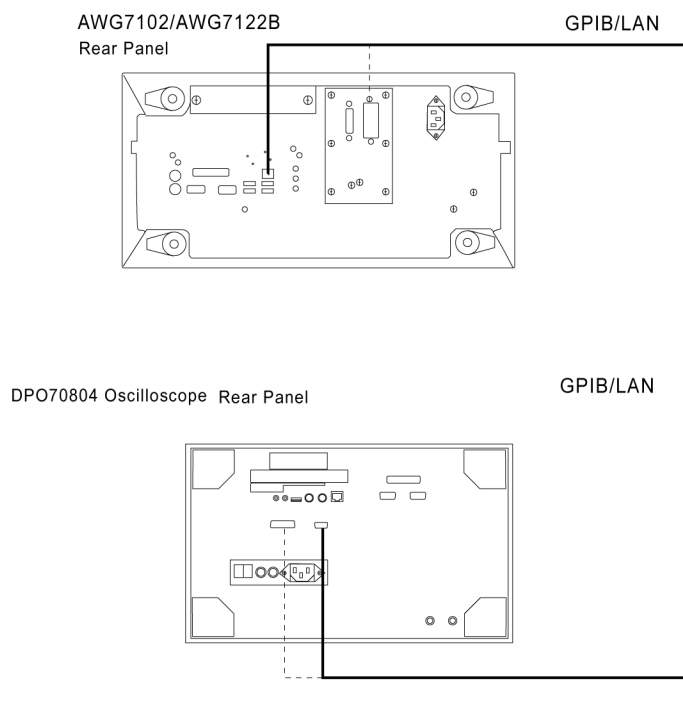 AWG7102/AWG7122B
GPIB/LAN
Rear Panel
DPO70804 Oscilloscope Rear Panel
GPIB/LAN